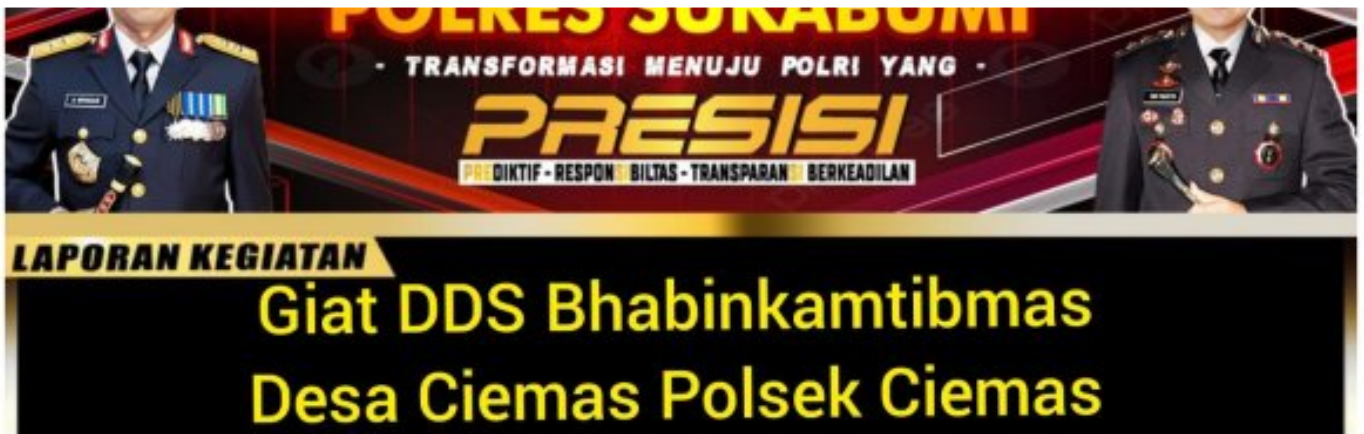 POLRES SUKABUMI
- TRANSFORMASI MENUJU POLRI YANG -
PRESISI
PREDIKTIF - RESPONSIBILTAS - TRANSPARANSI BERKEADILAN
LAPORAN KEGIATAN
Giat DDS Bhabinkamtibmas
Desa Ciemas Polsek Ciemas